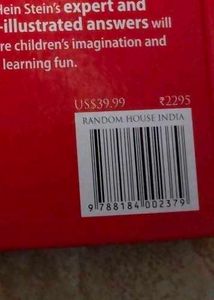 Hein Stein's expert and
-illustrated answers will
re children's imagination and
learning fun.
US$39.99 ₹2295
RANDOM HOUSE INDIA
9 788184 002379